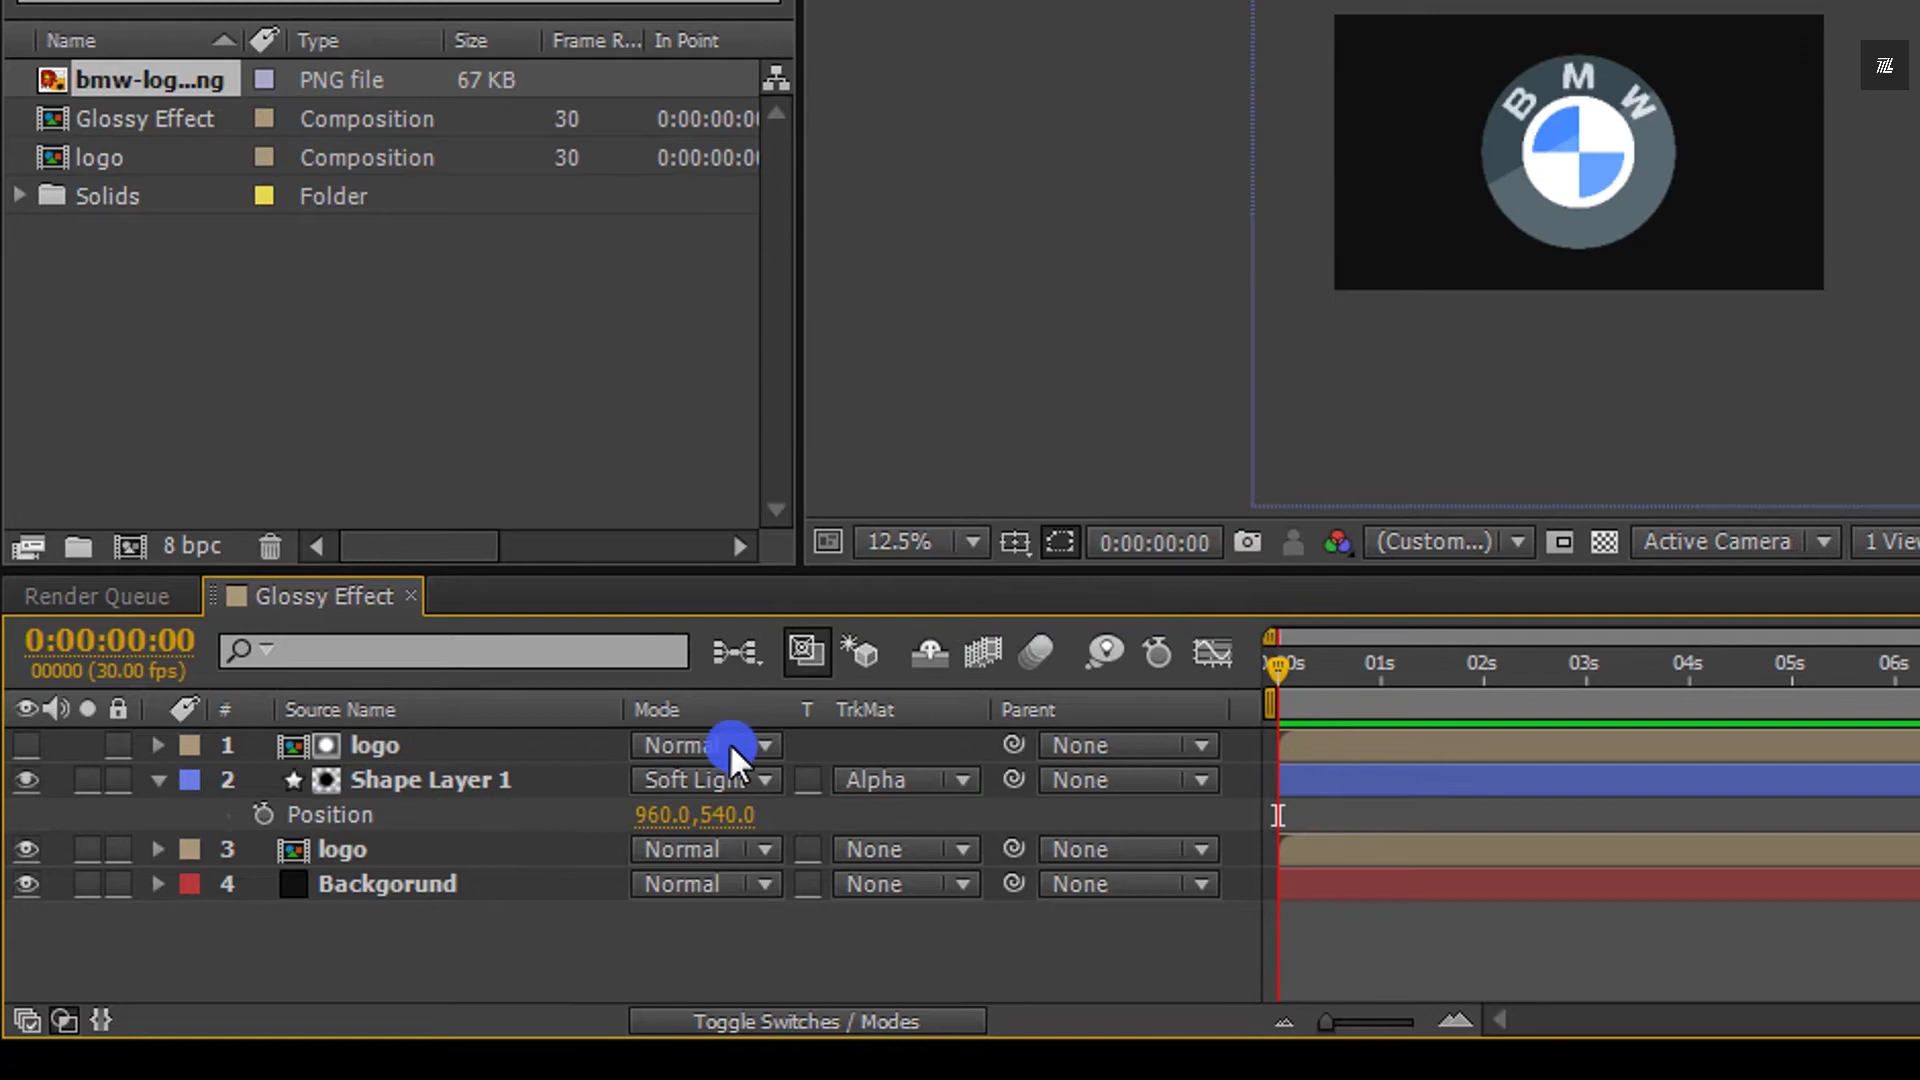 Name Type Size Frame R... In Point
bmw-log...ng PNG file 67 KB
Glossy Effect Composition 30 0:00:00:0
logo Composition 30 0:00:00:0
Solids Folder
B M W
8 bpc
12.5% 0:00:00:00 (Custom...) Active Camera 1 Vie
Render Queue Glossy Effect ×
0:00:00:00
00000 (30.00 fps)
0s 01s 02s 03s 04s 05s 06s
# Source Name Mode T TrkMat Parent
1 logo Normal None
2 Shape Layer 1 Soft Light Alpha None
Position 960.0,540.0
3 logo Normal None None
4 Backgorund Normal None None
Toggle Switches / Modes